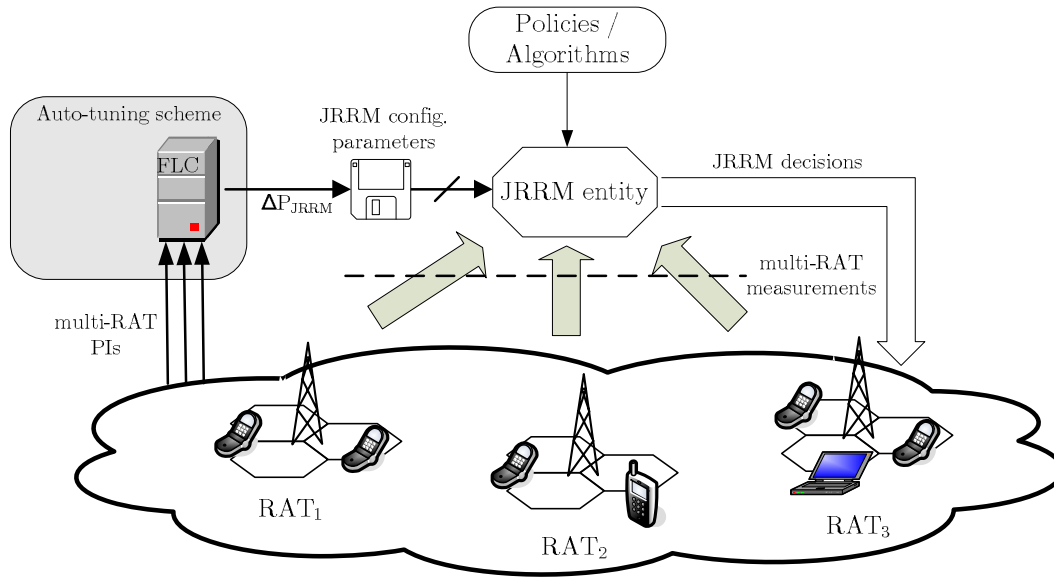 Policies /
Algorithms
Auto-tuning scheme
FLC
JRRM config.
parameters
ΔP_JRRM
JRRM entity
JRRM decisions
multi-RAT
measurements
multi-RAT
PIs
RAT₁
RAT₂
RAT₃